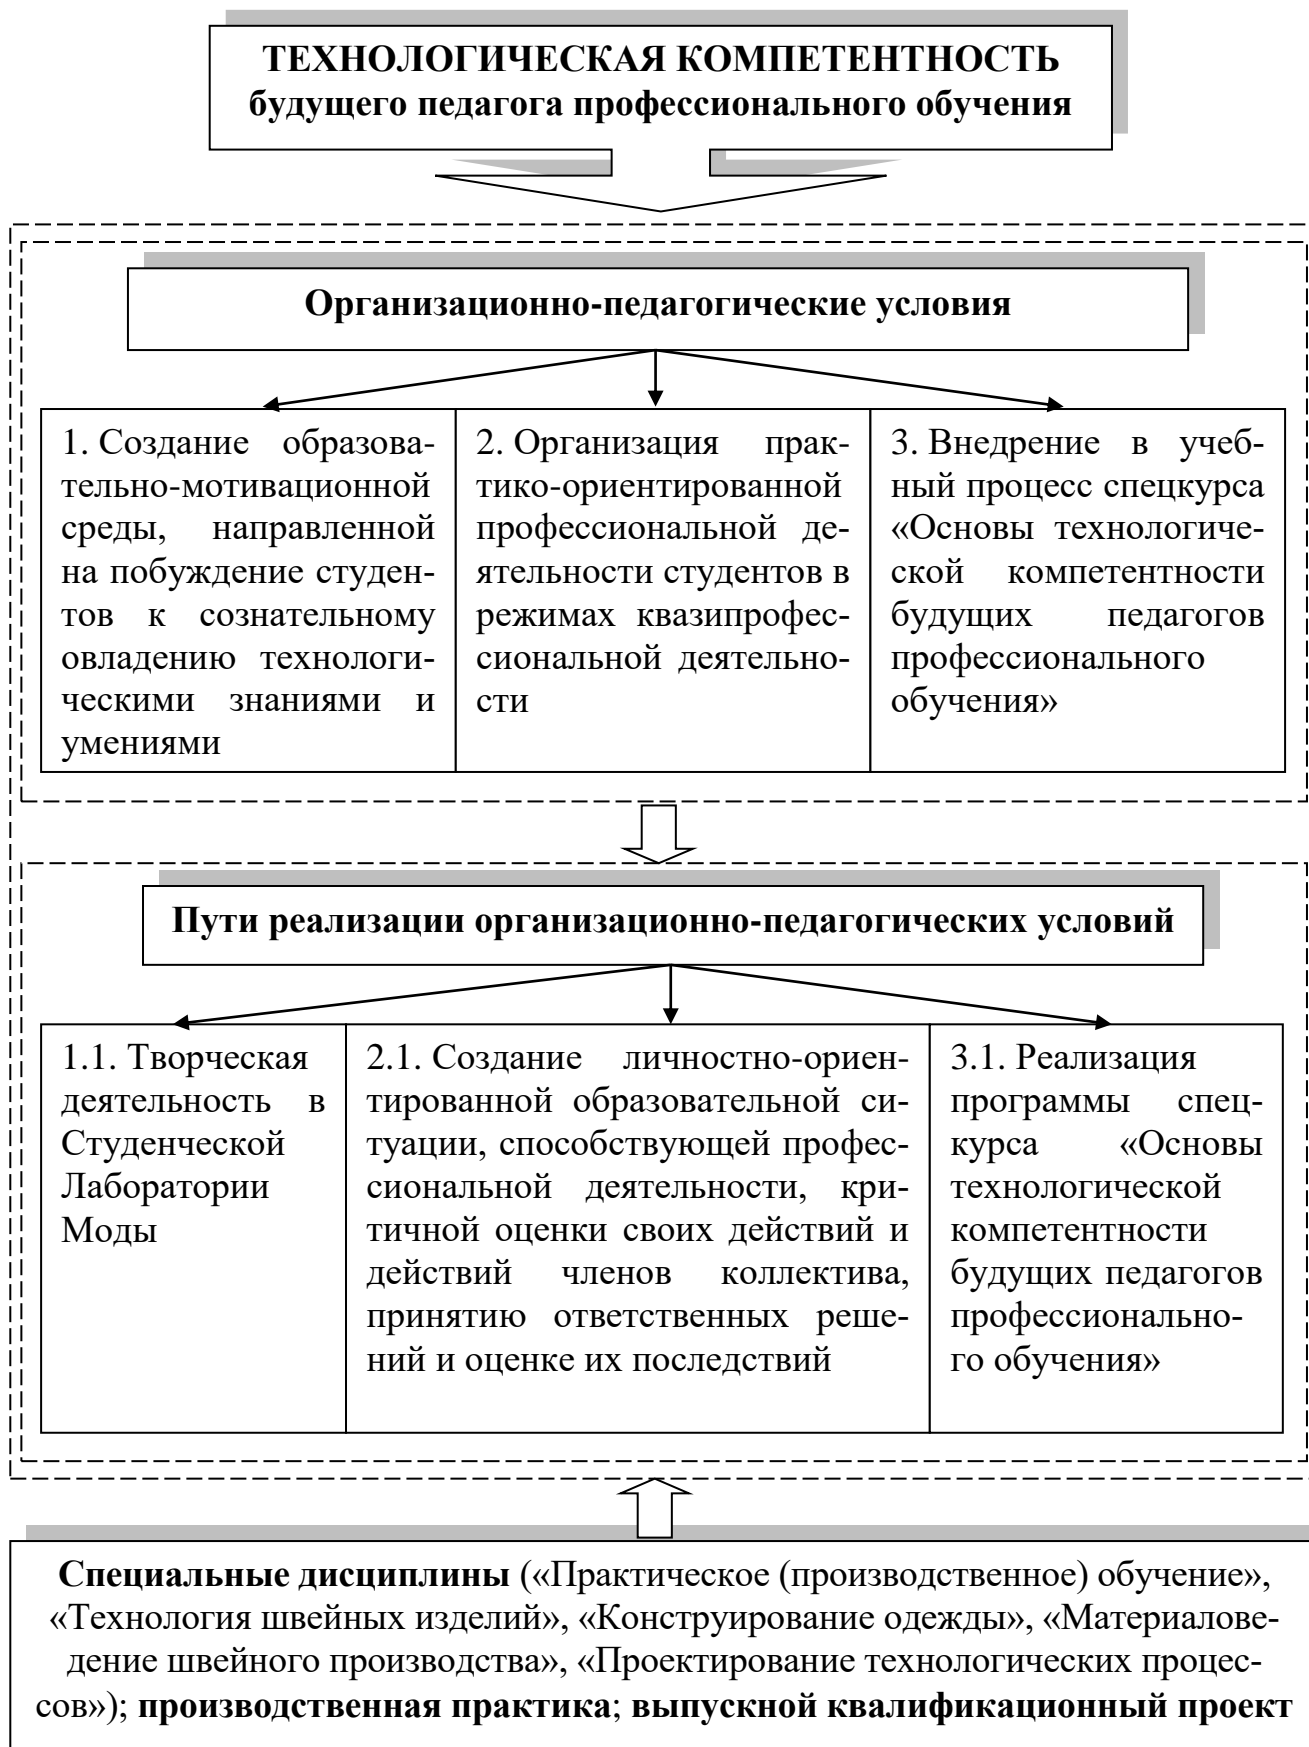 ТЕХНОЛОГИЧЕСКАЯ КОМПЕТЕНТНОСТЬ
будущего педагога профессионального обучения
Организационно-педагогические условия
1. Создание образова-
тельно-мотивационной
среды, направленной
на побуждение студен-
тов к сознательному
овладению технологи-
ческими знаниями и
умениями
2. Организация прак-
тико-ориентированной
профессиональной де-
ятельности студентов в
режимах квазипрофес-
сиональной деятельно-
сти
3. Внедрение в учеб-
ный процесс спецкурса
«Основы технологиче-
ской компетентности
будущих педагогов
профессионального
обучения»
Пути реализации организационно-педагогических условий
1.1. Творческая
деятельность в
Студенческой
Лаборатории
Моды
2.1. Создание личностно-ориен-
тированной образовательной си-
туации, способствующей профес-
сиональной деятельности, кри-
тичной оценки своих действий и
действий членов коллектива,
принятию ответственных реше-
ний и оценке их последствий
3.1. Реализация
программы спец-
курса «Основы
технологической
компетентности
будущих педагогов
профессионально-
го обучения»
Специальные дисциплины («Практическое (производственное) обучение»,
«Технология швейных изделий», «Конструирование одежды», «Материалове-
дение швейного производства», «Проектирование технологических процес-
сов»); производственная практика; выпускной квалификационный проект